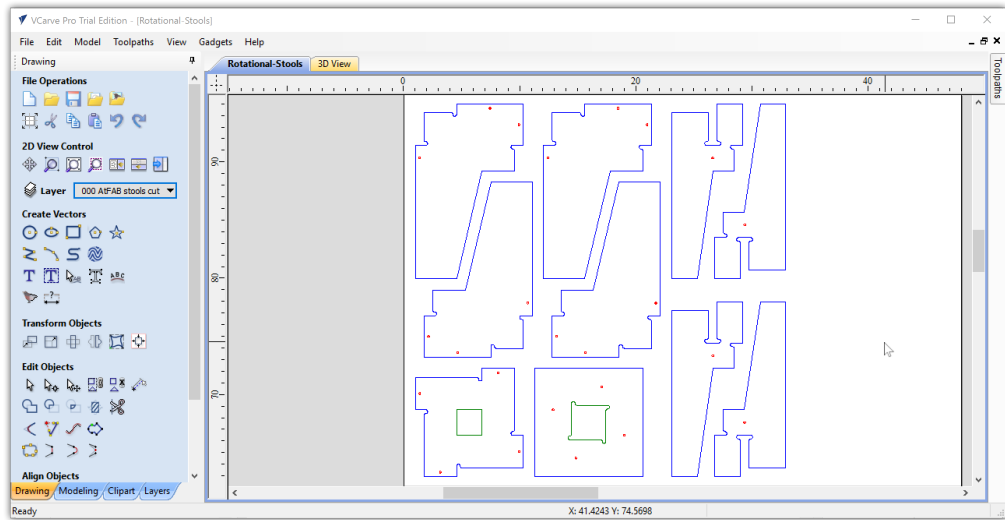 VCarve Pro Trial Edition - [Rotational-Stools]
File Edit Model Toolpaths View Gadgets Help
Drawing
Rotational-Stools 3D View
Toolpaths
0 20 40
File Operations
2D View Control
Layer 000 AtFAB stools cut
Create Vectors
Transform Objects
Edit Objects
Align Objects
90
80
70
Drawing Modeling Clipart Layers
Ready X: 41.4243 Y: 74.5698